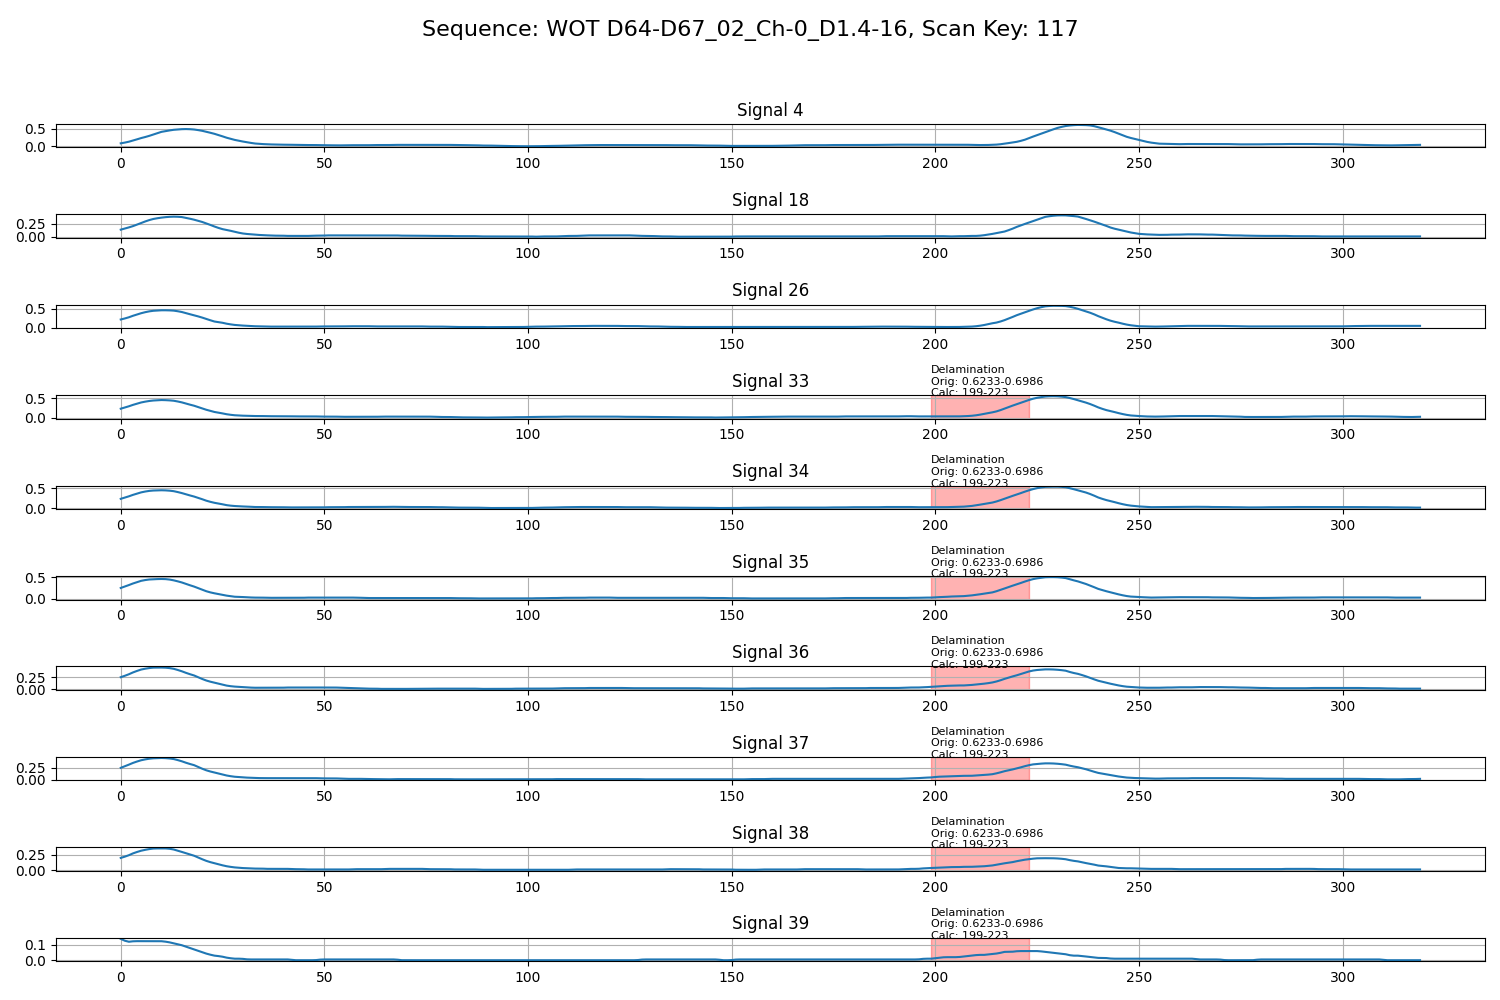 Sequence: WOT D64-D67_02_Ch-0_D1.4-16, Scan Key: 117
Signal 4
0.5
0.0
0 50 100 150 200 250 300
Signal 18
0.25
0.00
0 50 100 150 200 250 300
Signal 26
0.5
0.0
0 50 100 150 200 250 300
Signal 33
Delamination
Orig: 0.6233-0.6986
Calc: 199-223
0.5
0.0
0 50 100 150 200 250 300
Signal 34
Delamination
Orig: 0.6233-0.6986
Calc: 199-223
0.5
0.0
0 50 100 150 200 250 300
Signal 35
Delamination
Orig: 0.6233-0.6986
Calc: 199-223
0.5
0.0
0 50 100 150 200 250 300
Signal 36
Delamination
Orig: 0.6233-0.6986
Calc: 199-223
0.25
0.00
0 50 100 150 200 250 300
Signal 37
Delamination
Orig: 0.6233-0.6986
Calc: 199-223
0.25
0.00
0 50 100 150 200 250 300
Signal 38
Delamination
Orig: 0.6233-0.6986
Calc: 199-223
0.25
0.00
0 50 100 150 200 250 300
Signal 39
Delamination
Orig: 0.6233-0.6986
Calc: 199-223
0.1
0.0
0 50 100 150 200 250 300